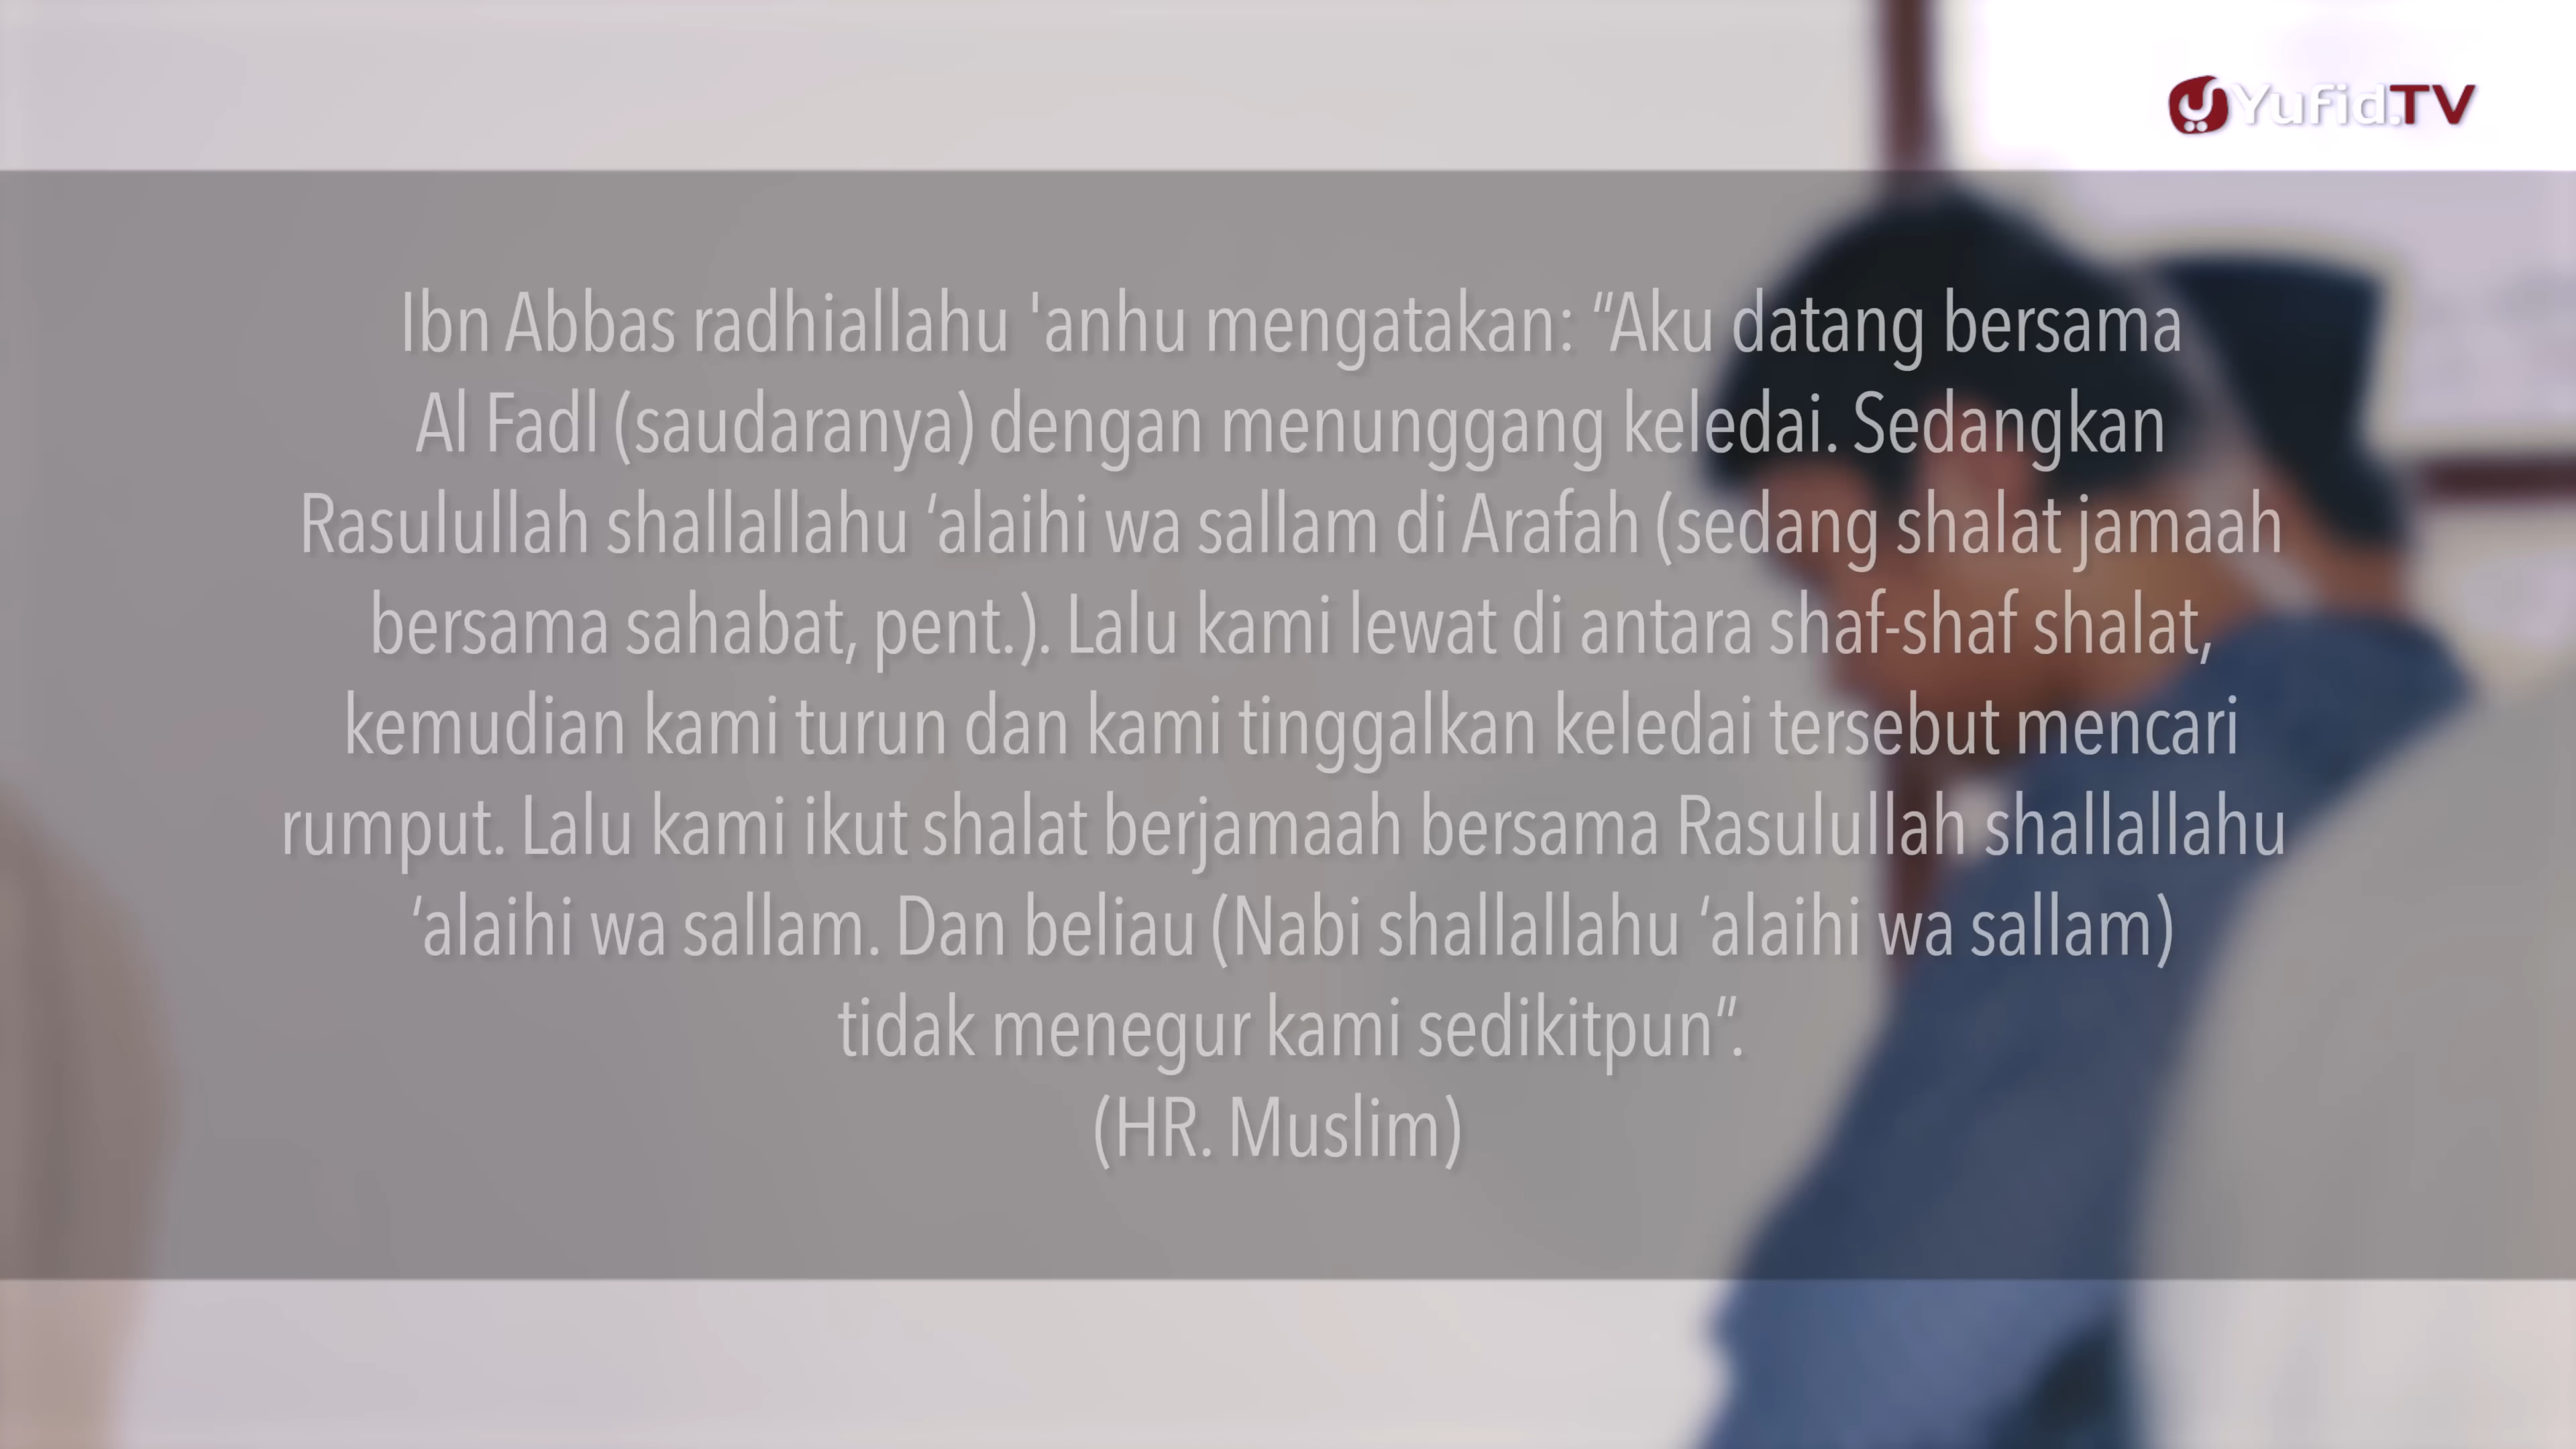 Yufid.TV
Ibn Abbas radhiallahu 'anhu mengatakan: “Aku datang bersama
Al Fadl (saudaranya) dengan menunggang keledai. Sedangkan
Rasulullah shallallahu ‘alaihi wa sallam di Arafah (sedang shalat jamaah
bersama sahabat, pent.). Lalu kami lewat di antara shaf-shaf shalat,
kemudian kami turun dan kami tinggalkan keledai tersebut mencari
rumput. Lalu kami ikut shalat berjamaah bersama Rasulullah shallallahu
‘alaihi wa sallam. Dan beliau (Nabi shallallahu ‘alaihi wa sallam)
tidak menegur kami sedikitpun”.
(HR. Muslim)